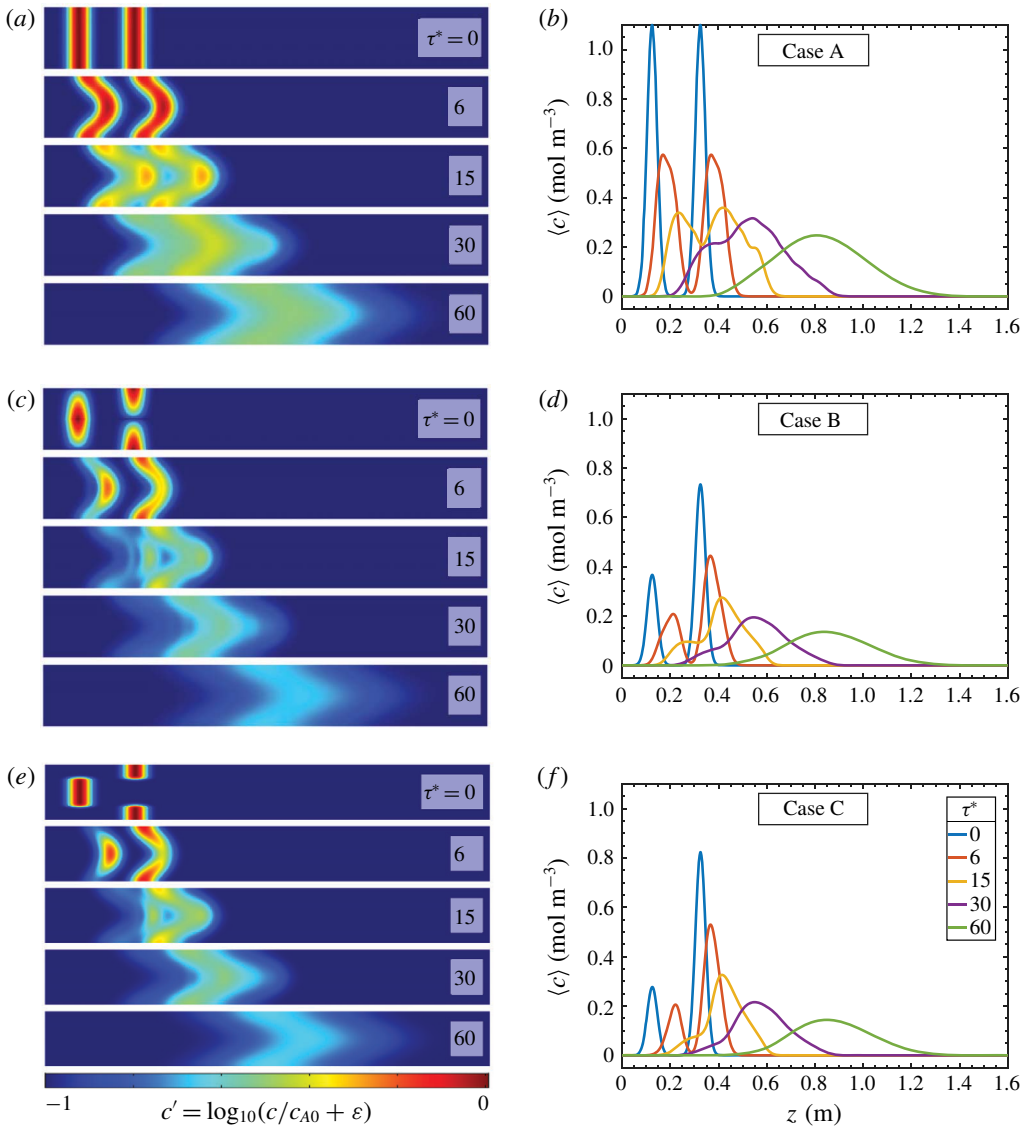 (a)
τ* = 0
6
15
30
60
(b)
Case A
1.0
0.8
0.6
0.4
0.2
0
⟨c⟩ (mol m⁻³)
0 0.2 0.4 0.6 0.8 1.0 1.2 1.4 1.6
z (m)
(c)
τ* = 0
6
15
30
60
(d)
Case B
1.0
0.8
0.6
0.4
0.2
0
⟨c⟩ (mol m⁻³)
0 0.2 0.4 0.6 0.8 1.0 1.2 1.4 1.6
(e)
τ* = 0
6
15
30
60
−1
0
c′ = log₁₀(c/c_A0 + ε)
(f)
Case C
τ*
0
6
15
30
60
1.0
0.8
0.6
0.4
0.2
0
⟨c⟩ (mol m⁻³)
0 0.2 0.4 0.6 0.8 1.0 1.2 1.4 1.6
z (m)